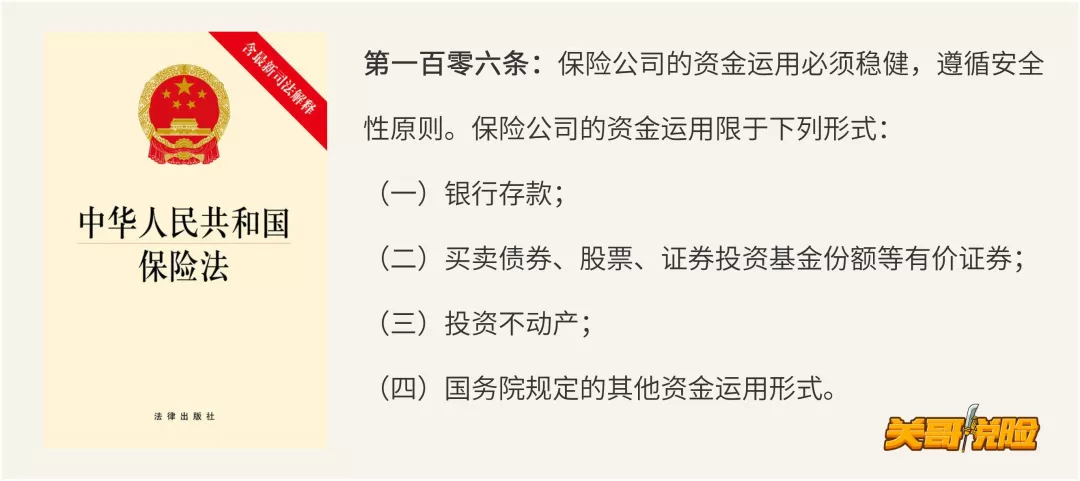 含最新司法解释
中华人民共和国
保险法
法律出版社
第一百零六条：保险公司的资金运用必须稳健，遵循安全
性原则。保险公司的资金运用限于下列形式：
（一）银行存款；
（二）买卖债券、股票、证券投资基金份额等有价证券；
（三）投资不动产；
（四）国务院规定的其他资金运用形式。
关哥说险